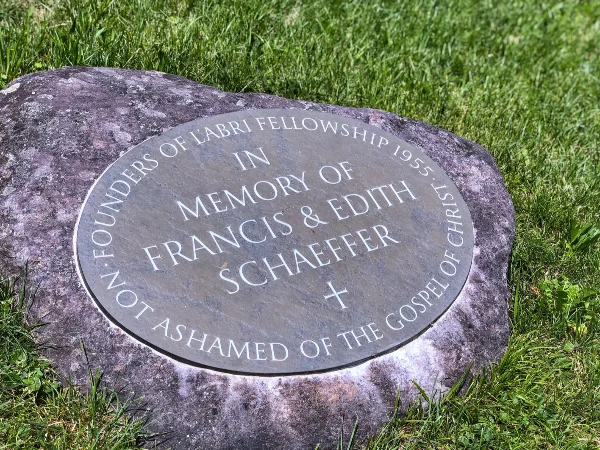 FOUNDERS OF L'ABRI FELLOWSHIP 1955 ·
NOT ASHAMED OF THE GOSPEL OF CHRIST ·
IN
MEMORY OF
FRANCIS & EDITH
SCHAEFFER